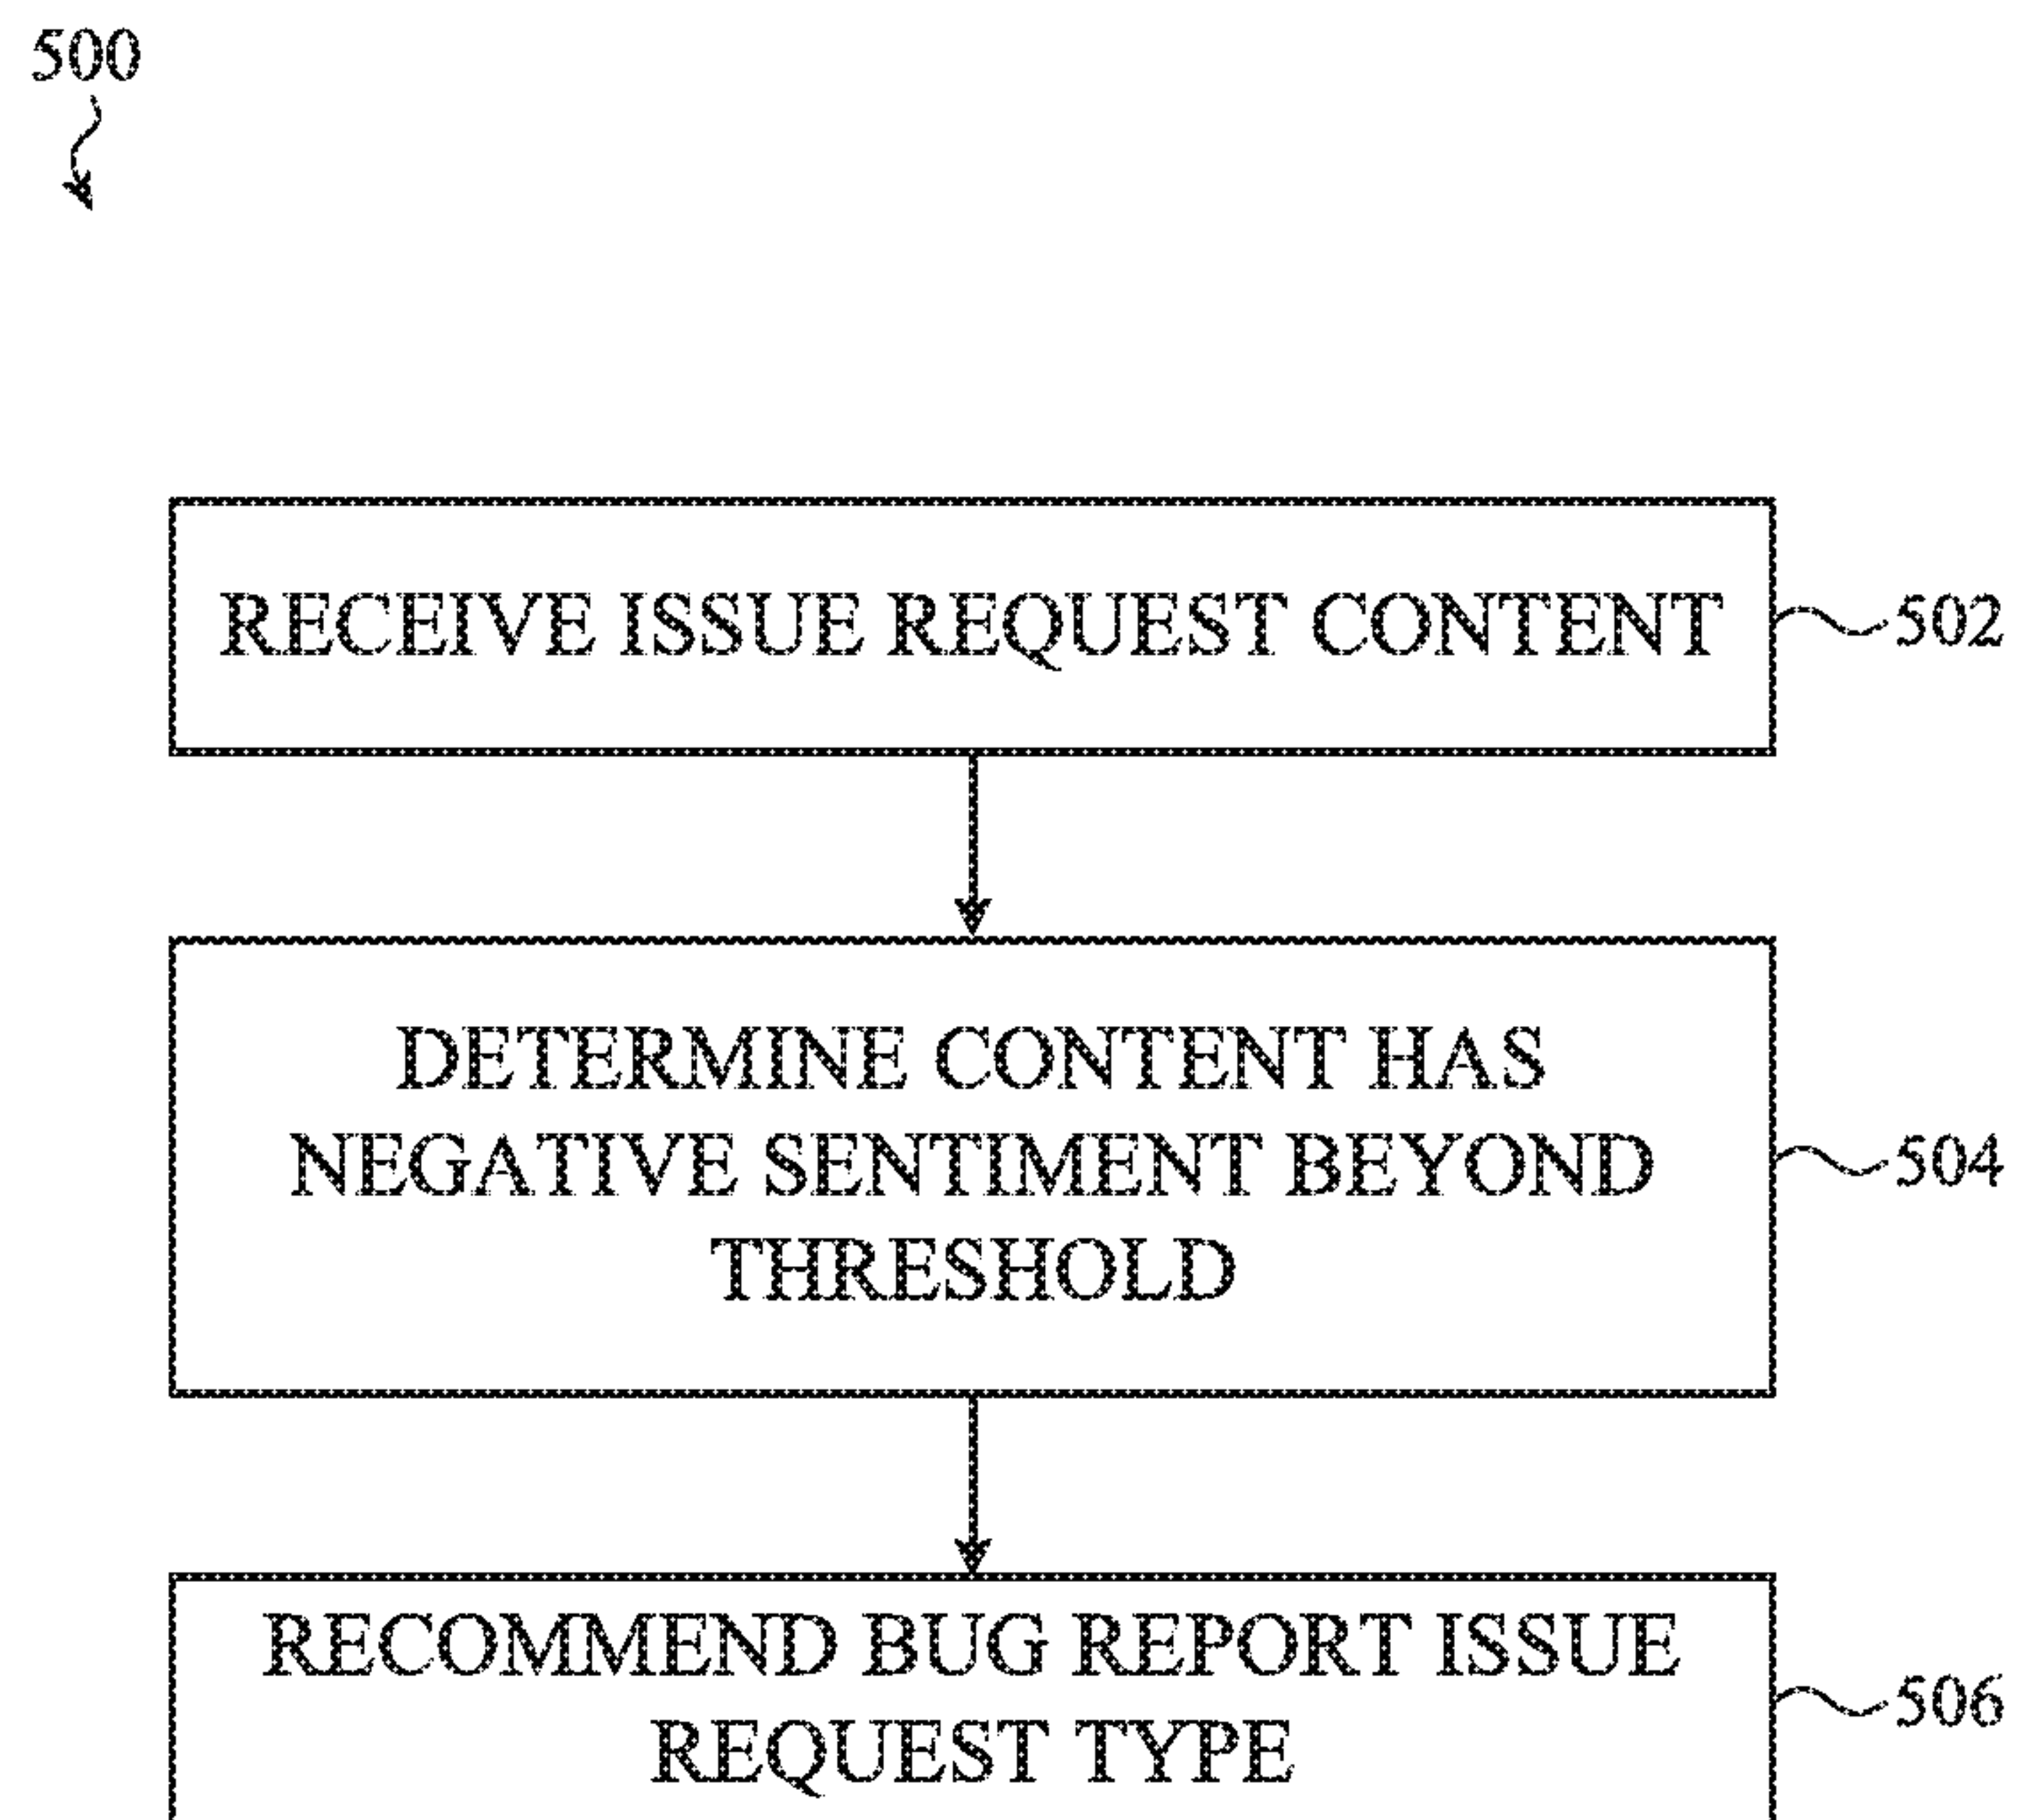 500
RECEIVE ISSUE REQUEST CONTENT
502
DETERMINE CONTENT HAS
NEGATIVE SENTIMENT BEYOND
THRESHOLD
504
RECOMMEND BUG REPORT ISSUE
REQUEST TYPE
506